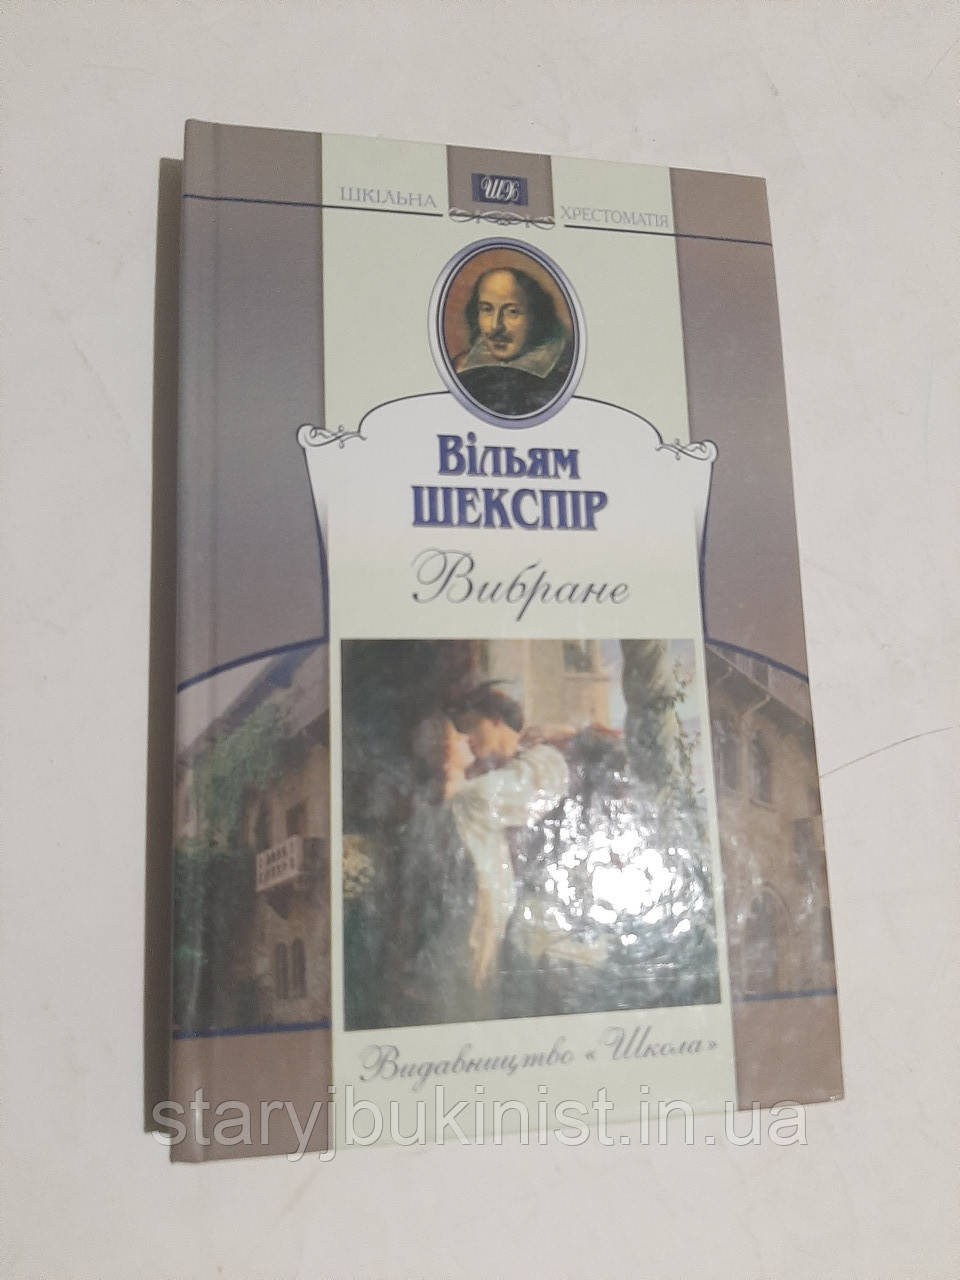 ШКІЛЬНА ШХ ХРЕСТОМАТІЯ
Вільям
ШЕКСПІР
Вибране
Видавництво «Школа»
staryjbukinist.in.ua